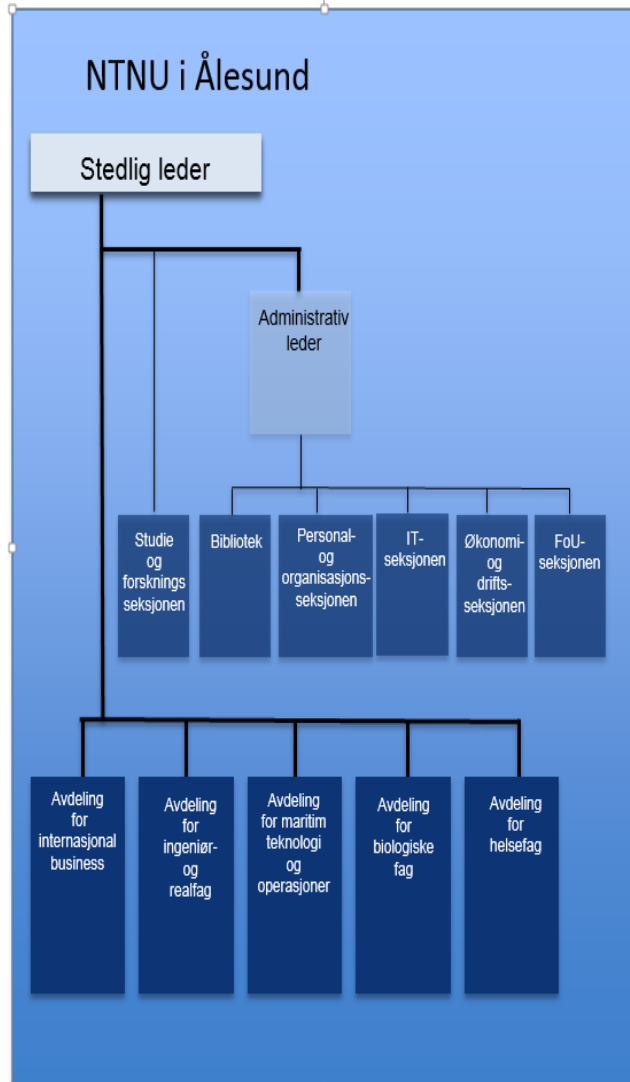 NTNU i Ålesund
Stedlig leder
Administrativ
leder
Studie
og
forsknings
seksjonen
Bibliotek
Personal-
og
organisasjons-
seksjonen
IT-
seksjonen
Økonomi-
og
drifts-
seksjonen
FoU-
seksjonen
Avdeling
for
internasjonal
business
Avdeling
for
ingeniør-
og
realfag
Avdeling
for maritim
teknologi
og
operasjoner
Avdeling
for
biologiske
fag
Avdeling
for
helsefag